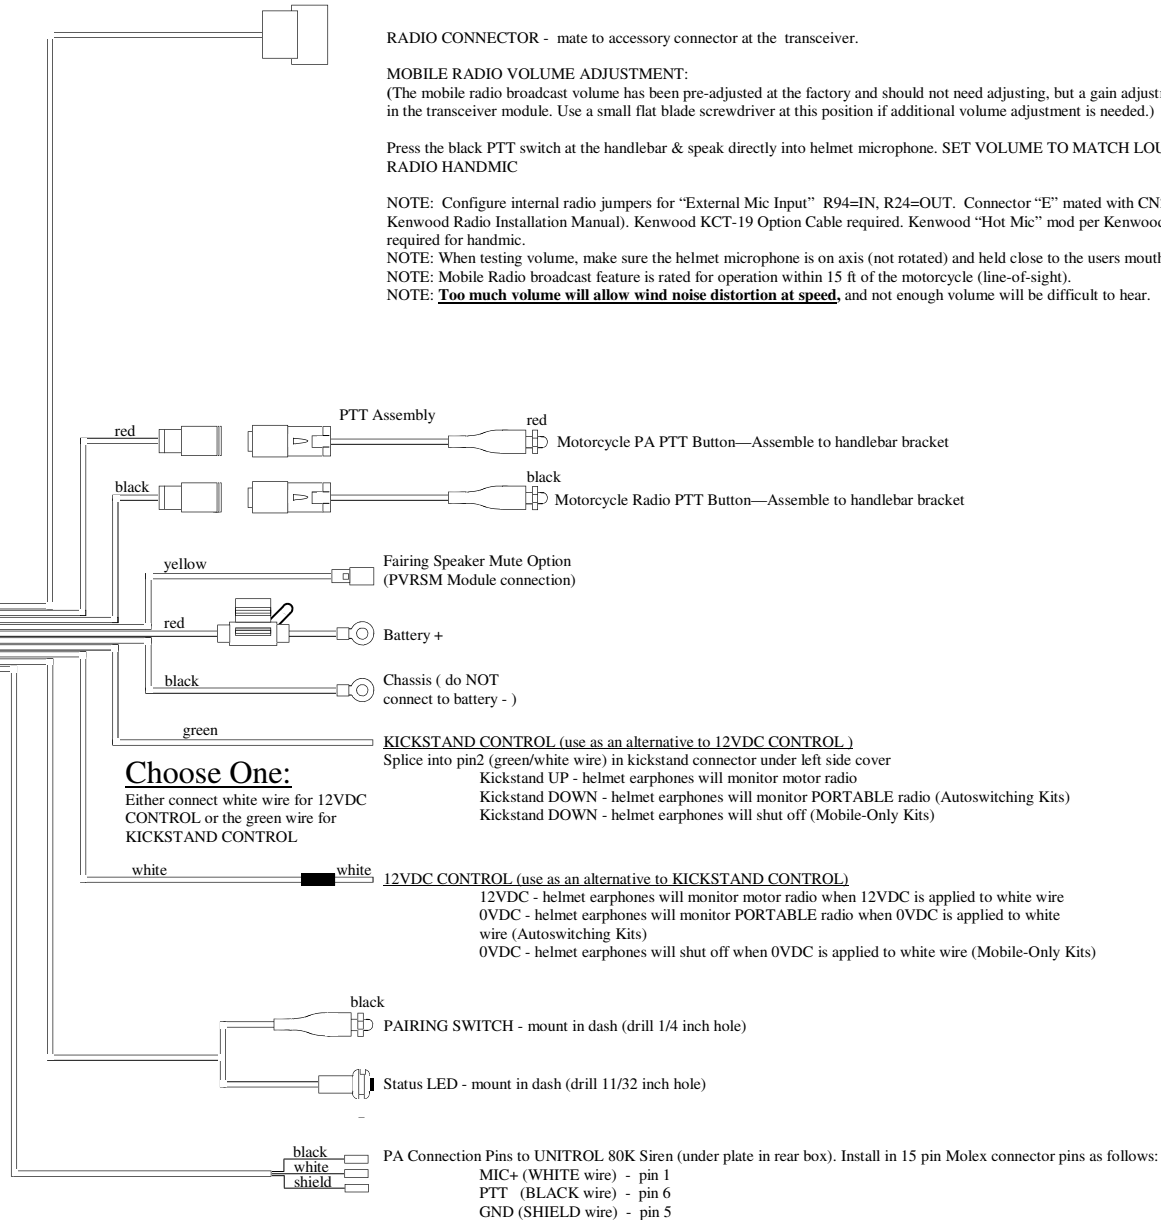 RADIO CONNECTOR - mate to accessory connector at the transceiver.
MOBILE RADIO VOLUME ADJUSTMENT:
(The mobile radio broadcast volume has been pre-adjusted at the factory and should not need adjusting, but a gain adjust
in the transceiver module. Use a small flat blade screwdriver at this position if additional volume adjustment is needed.)
Press the black PTT switch at the handlebar & speak directly into helmet microphone. SET VOLUME TO MATCH LOU
RADIO HANDMIC
NOTE: Configure internal radio jumpers for “External Mic Input” R94=IN, R24=OUT. Connector “E” mated with CN
Kenwood Radio Installation Manual). Kenwood KCT-19 Option Cable required. Kenwood “Hot Mic” mod per Kenwood
required for handmic.
NOTE: When testing volume, make sure the helmet microphone is on axis (not rotated) and held close to the users mouth
NOTE: Mobile Radio broadcast feature is rated for operation within 15 ft of the motorcycle (line-of-sight).
NOTE: Too much volume will allow wind noise distortion at speed, and not enough volume will be difficult to hear.
PTT Assembly
red
red
Motorcycle PA PTT Button—Assemble to handlebar bracket
black
black
Motorcycle Radio PTT Button—Assemble to handlebar bracket
yellow
Fairing Speaker Mute Option
(PVRSM Module connection)
red
Battery +
black
Chassis ( do NOT
connect to battery - )
green
KICKSTAND CONTROL (use as an alternative to 12VDC CONTROL )
Splice into pin2 (green/white wire) in kickstand connector under left side cover
Kickstand UP - helmet earphones will monitor motor radio
Kickstand DOWN - helmet earphones will monitor PORTABLE radio (Autoswitching Kits)
Kickstand DOWN - helmet earphones will shut off (Mobile-Only Kits)
Choose One:
Either connect white wire for 12VDC
CONTROL or the green wire for
KICKSTAND CONTROL
white
white
12VDC CONTROL (use as an alternative to KICKSTAND CONTROL)
12VDC - helmet earphones will monitor motor radio when 12VDC is applied to white wire
0VDC - helmet earphones will monitor PORTABLE radio when 0VDC is applied to white
wire (Autoswitching Kits)
0VDC - helmet earphones will shut off when 0VDC is applied to white wire (Mobile-Only Kits)
black
PAIRING SWITCH - mount in dash (drill 1/4 inch hole)
Status LED - mount in dash (drill 11/32 inch hole)
black
white
shield
PA Connection Pins to UNITROL 80K Siren (under plate in rear box). Install in 15 pin Molex connector pins as follows:
MIC+ (WHITE wire) - pin 1
PTT (BLACK wire) - pin 6
GND (SHIELD wire) - pin 5